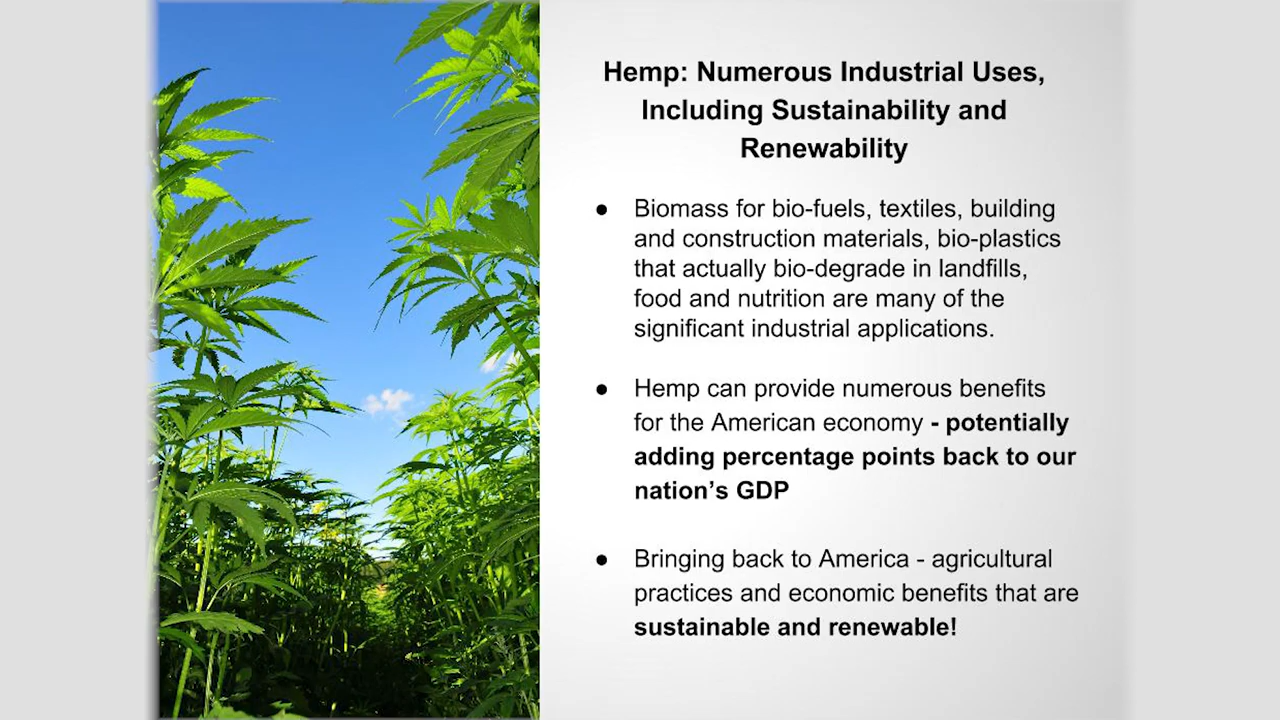 Hemp: Numerous Industrial Uses,
Including Sustainability and
Renewability
● Biomass for bio-fuels, textiles, building
and construction materials, bio-plastics
that actually bio-degrade in landfills,
food and nutrition are many of the
significant industrial applications.
● Hemp can provide numerous benefits
for the American economy - potentially
adding percentage points back to our
nation’s GDP
● Bringing back to America - agricultural
practices and economic benefits that are
sustainable and renewable!